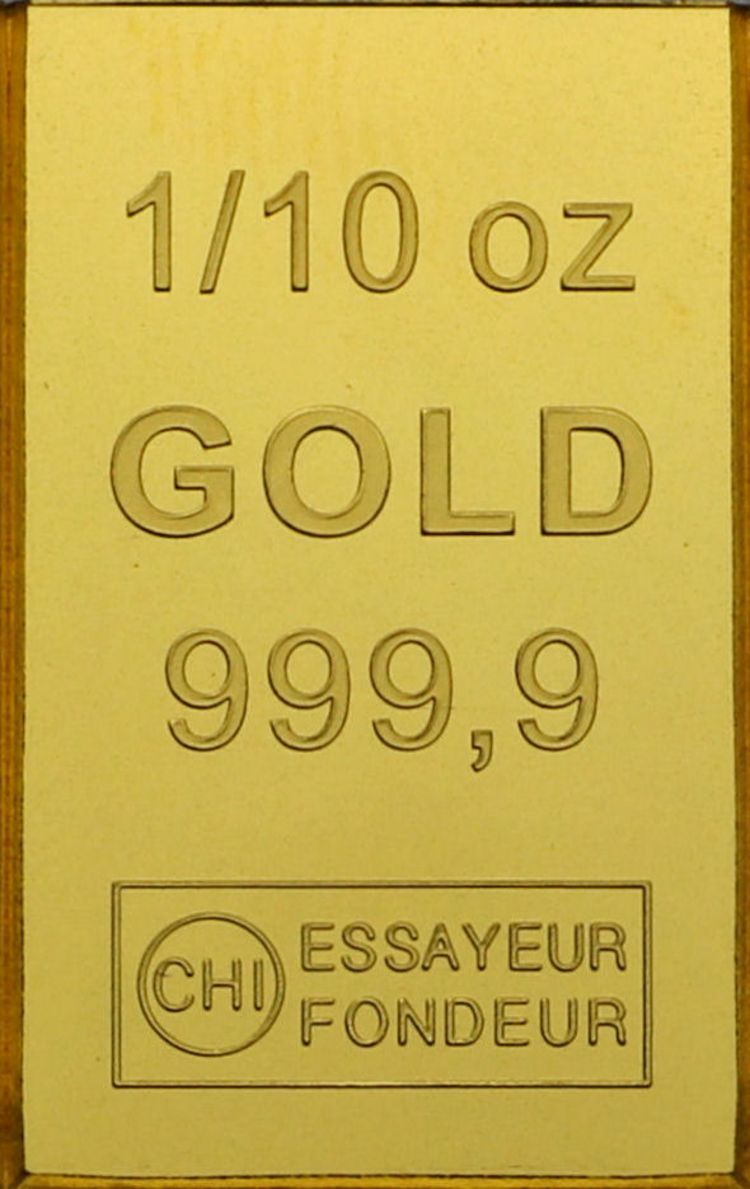 1/10 oz
GOLD
999,9
CHI
ESSAYEUR
FONDEUR